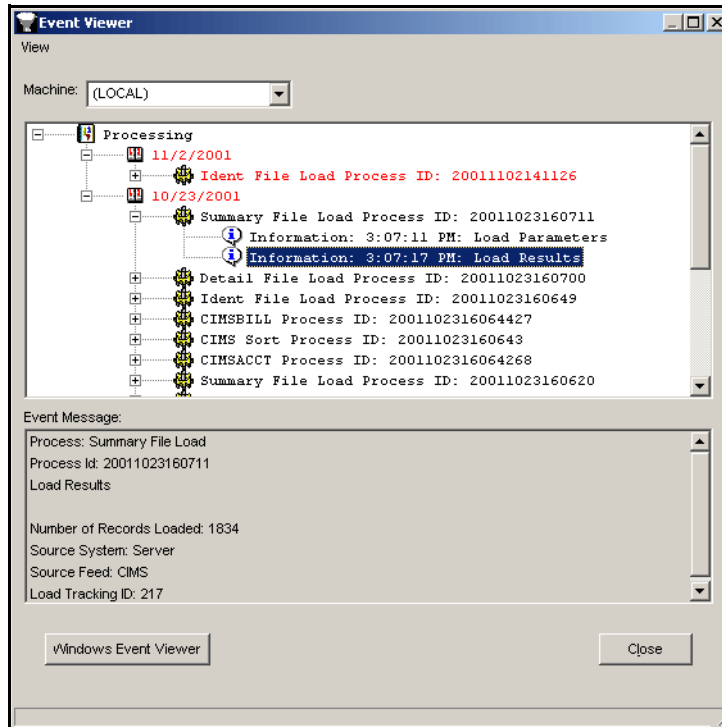 Event Viewer
View
Machine: (LOCAL)
Processing
11/2/2001
Ident File Load Process ID: 20011102141126
10/23/2001
Summary File Load Process ID: 20011023160711
Information: 3:07:11 PM: Load Parameters
Information: 3:07:17 PM: Load Results
Detail File Load Process ID: 20011023160700
Ident File Load Process ID: 20011023160649
CIMSBILL Process ID: 2001102316064427
CIMS Sort Process ID: 20011023160643
CIMSACCT Process ID: 2001102316064268
Summary File Load Process ID: 20011023160620
Event Message:
Process: Summary File Load
Process Id: 20011023160711
Load Results
Number of Records Loaded: 1834
Source System: Server
Source Feed: CIMS
Load Tracking ID: 217
Windows Event Viewer
Close